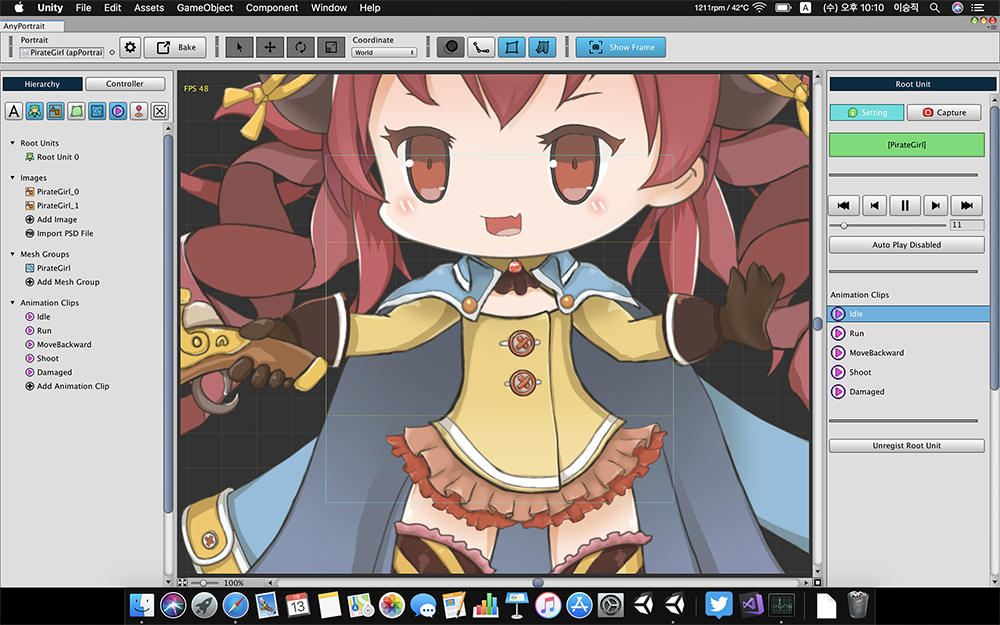 Unity File Edit Assets GameObject Component Window Help 1211rpm / 42°C A (수) 오후 10:10 이승직
AnyPortrait
Portrait
PirateGirl (apPortrai
Bake
Coordinate
World
Show Frame
Hierarchy Controller
A
Root Units
Root Unit 0
Images
PirateGirl_0
PirateGirl_1
Add Image
Import PSD File
Mesh Groups
PirateGirl
Add Mesh Group
Animation Clips
Idle
Run
MoveBackward
Shoot
Damaged
Add Animation Clip
FPS 48
100%
Root Unit
Setting Capture
[PirateGirl]
11
Auto Play Disabled
Animation Clips
Idle
Run
MoveBackward
Shoot
Damaged
Unregist Root Unit
13